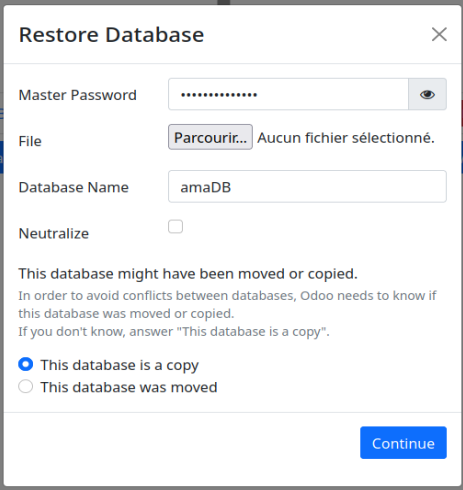 Restore Database
Master Password ••••••••••••••
File Parcourir... Aucun fichier sélectionné.
Database Name amaDB
Neutralize
This database might have been moved or copied.
In order to avoid conflicts between databases, Odoo needs to know if
this database was moved or copied.
If you don't know, answer "This database is a copy".
This database is a copy
This database was moved
Continue